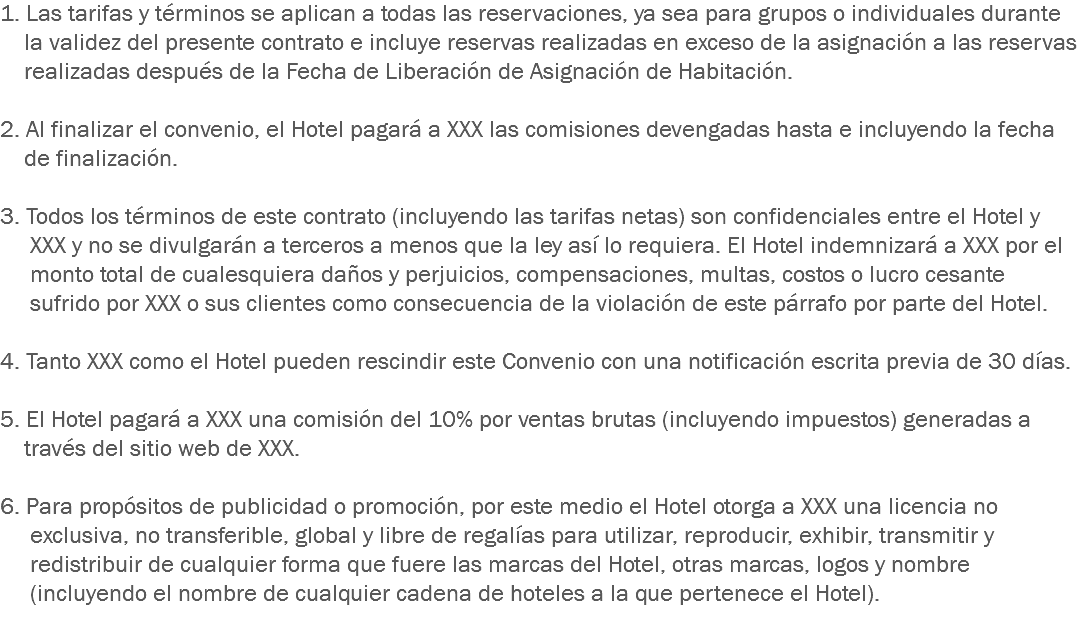 1. Las tarifas y términos se aplican a todas las reservaciones, ya sea para grupos o individuales durante
la validez del presente contrato e incluye reservas realizadas en exceso de la asignación a las reservas
realizadas después de la Fecha de Liberación de Asignación de Habitación.
2. Al finalizar el convenio, el Hotel pagará a XXX las comisiones devengadas hasta e incluyendo la fecha
de finalización.
3. Todos los términos de este contrato (incluyendo las tarifas netas) son confidenciales entre el Hotel y
XXX y no se divulgarán a terceros a menos que la ley así lo requiera. El Hotel indemnizará a XXX por el
monto total de cualesquiera daños y perjuicios, compensaciones, multas, costos o lucro cesante
sufrido por XXX o sus clientes como consecuencia de la violación de este párrafo por parte del Hotel.
4. Tanto XXX como el Hotel pueden rescindir este Convenio con una notificación escrita previa de 30 días.
5. El Hotel pagará a XXX una comisión del 10% por ventas brutas (incluyendo impuestos) generadas a
través del sitio web de XXX.
6. Para propósitos de publicidad o promoción, por este medio el Hotel otorga a XXX una licencia no
exclusiva, no transferible, global y libre de regalías para utilizar, reproducir, exhibir, transmitir y
redistribuir de cualquier forma que fuere las marcas del Hotel, otras marcas, logos y nombre
(incluyendo el nombre de cualquier cadena de hoteles a la que pertenece el Hotel).